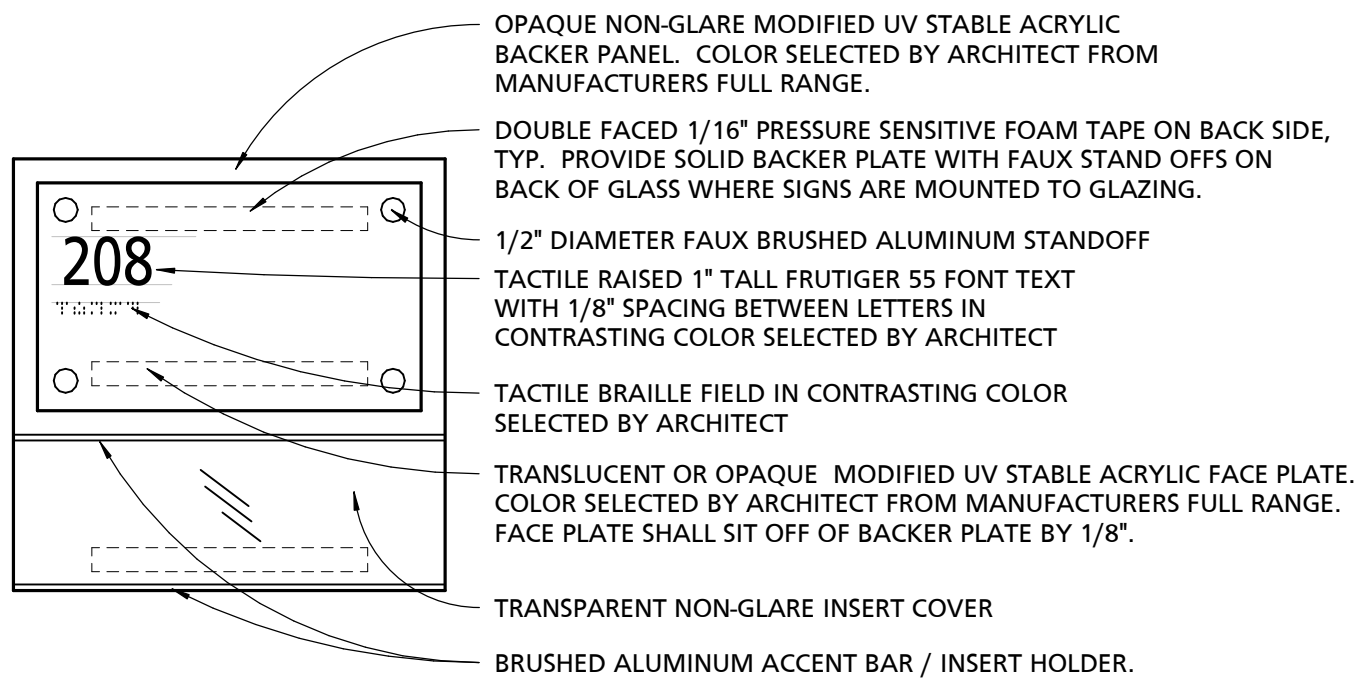 OPAQUE NON-GLARE MODIFIED UV STABLE ACRYLIC
BACKER PANEL.  COLOR SELECTED BY ARCHITECT FROM
MANUFACTURERS FULL RANGE.
DOUBLE FACED 1/16" PRESSURE SENSITIVE FOAM TAPE ON BACK SIDE,
TYP.  PROVIDE SOLID BACKER PLATE WITH FAUX STAND OFFS ON
BACK OF GLASS WHERE SIGNS ARE MOUNTED TO GLAZING.
1/2" DIAMETER FAUX BRUSHED ALUMINUM STANDOFF
208
TACTILE RAISED 1" TALL FRUTIGER 55 FONT TEXT
WITH 1/8" SPACING BETWEEN LETTERS IN
CONTRASTING COLOR SELECTED BY ARCHITECT
TACTILE BRAILLE FIELD IN CONTRASTING COLOR
SELECTED BY ARCHITECT
TRANSLUCENT OR OPAQUE  MODIFIED UV STABLE ACRYLIC FACE PLATE.
COLOR SELECTED BY ARCHITECT FROM MANUFACTURERS FULL RANGE.
FACE PLATE SHALL SIT OFF OF BACKER PLATE BY 1/8".
TRANSPARENT NON-GLARE INSERT COVER
BRUSHED ALUMINUM ACCENT BAR / INSERT HOLDER.